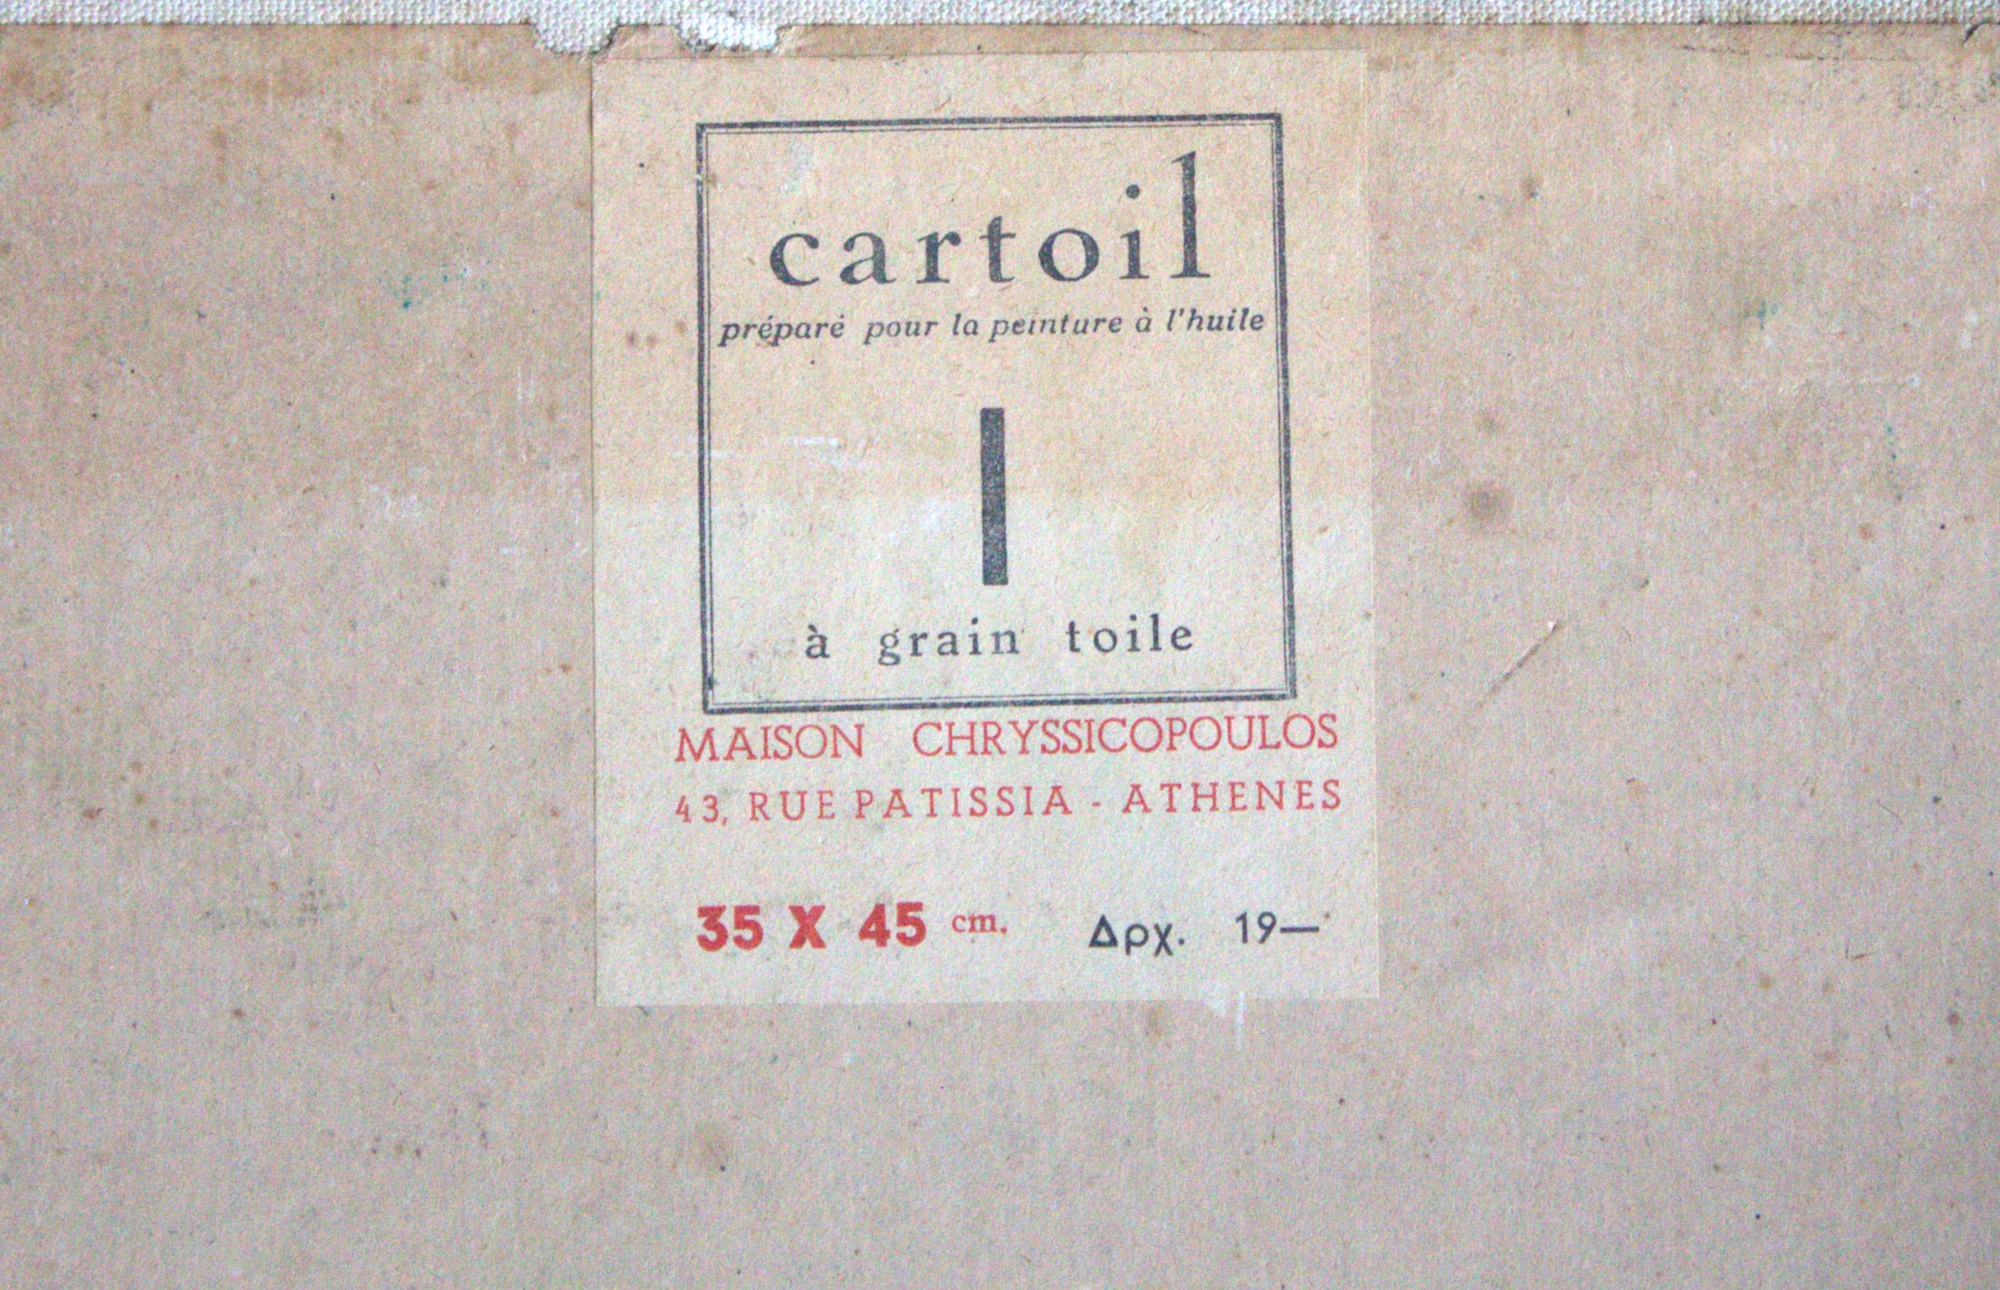 cartoil
préparé pour la peinture à l'huile
I
à grain toile
MAISON CHRYSSICOPOULOS
43, RUE PATISSIA - ATHENES
35 X 45 cm. Δρχ. 19—